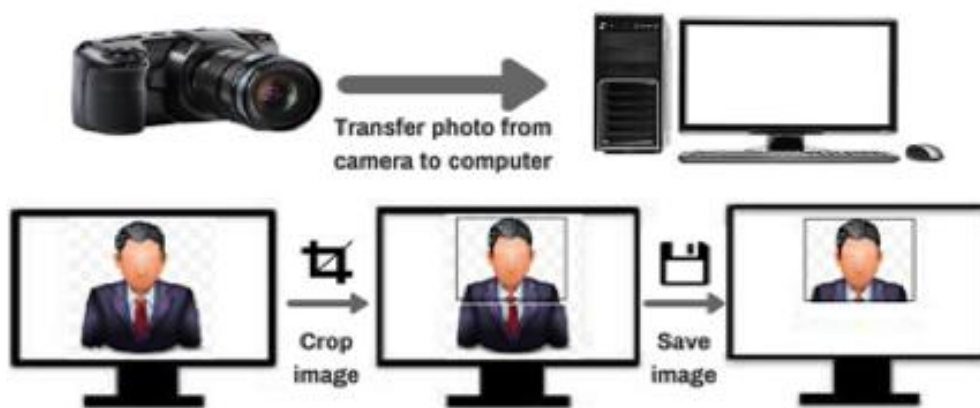 Transfer photo from
camera to computer
Crop
image
Save
image